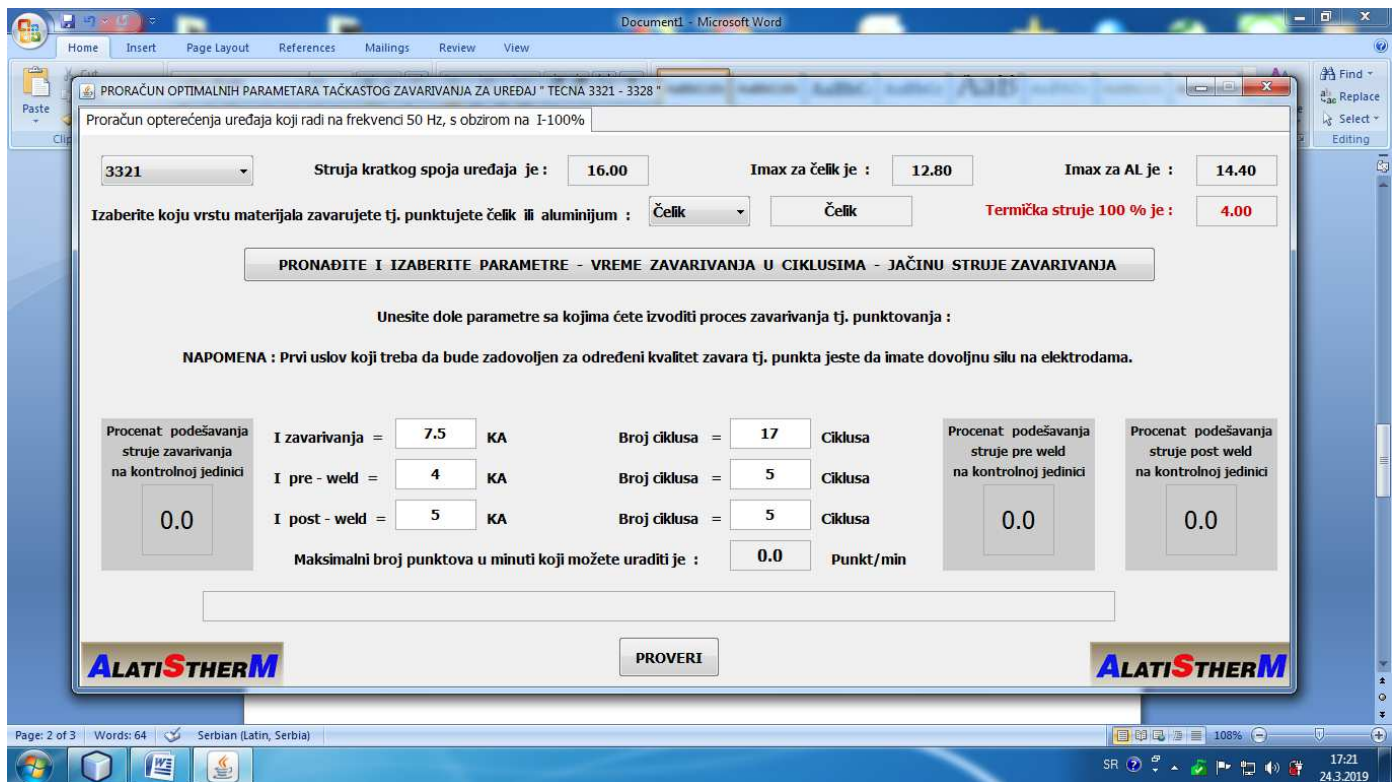 Document1 - Microsoft Word
Home Insert Page Layout References Mailings Review View
Paste
Find
Replace
Select
Editing
PRORAČUN OPTIMALNIH PARAMETARA TAČKASTOG ZAVARIVANJA ZA UREĐAJ " TECNA 3321 - 3328 "
Proračun opterećenja uređaja koji radi na frekvenci 50 Hz, s obzirom na I-100%
3321 Struja kratkog spoja uređaja je : 16.00 Imax za čelik je : 12.80 Imax za AL je : 14.40
Izaberite koju vrstu materijala zavarujete tj. punktujete čelik ili aluminijum : Čelik Čelik Termička struje 100 % je : 4.00
PRONAĐITE I IZABERITE PARAMETRE - VREME ZAVARIVANJA U CIKLUSIMA - JAČINU STRUJE ZAVARIVANJA
Unesite dole parametre sa kojima ćete izvoditi proces zavarivanja tj. punktovanja :
NAPOMENA : Prvi uslov koji treba da bude zadovoljen za određeni kvalitet zavara tj. punkta jeste da imate dovoljnu silu na elektrodama.
Procenat podešavanja
struje zavarivanja
na kontrolnoj jedinici
0.0
I zavarivanja = 7.5 KA Broj ciklusa = 17 Ciklusa
I pre - weld = 4 KA Broj ciklusa = 5 Ciklusa
I post - weld = 5 KA Broj ciklusa = 5 Ciklusa
Maksimalni broj punktova u minuti koji možete uraditi je : 0.0 Punkt/min
Procenat podešavanja
struje pre weld
na kontrolnoj jedinici
0.0
Procenat podešavanja
struje post weld
na kontrolnoj jedinici
0.0
PROVERI
ALATISTHERM
ALATISTHERM
Page: 2 of 3 Words: 64 Serbian (Latin, Serbia) 108%
SR 17:21
24.3.2019